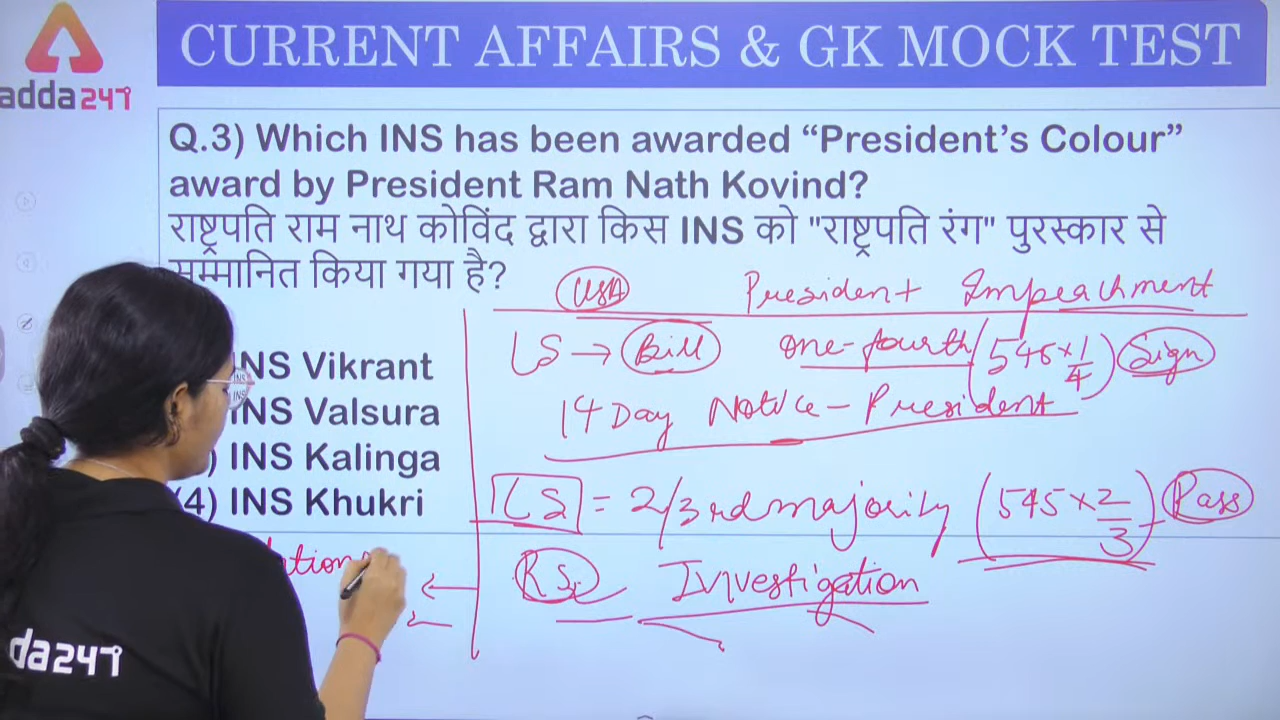 adda247
CURRENT AFFAIRS & GK MOCK TEST
Q.3) Which INS has been awarded “President’s Colour”
award by President Ram Nath Kovind?
राष्ट्रपति राम नाथ कोविंद द्वारा किस INS को "राष्ट्रपति रंग" पुरस्कार से
सम्मानित किया गया है?
INS Vikrant
INS Valsura
INS Kalinga
(4) INS Khukri
USA President Impeachment
LS → Bill one-fourth (545 × 1/4) Sign
14 Day Notice - President
LS = 2/3rd majority (545 × 2/3) Pass
RS Investigation
da247